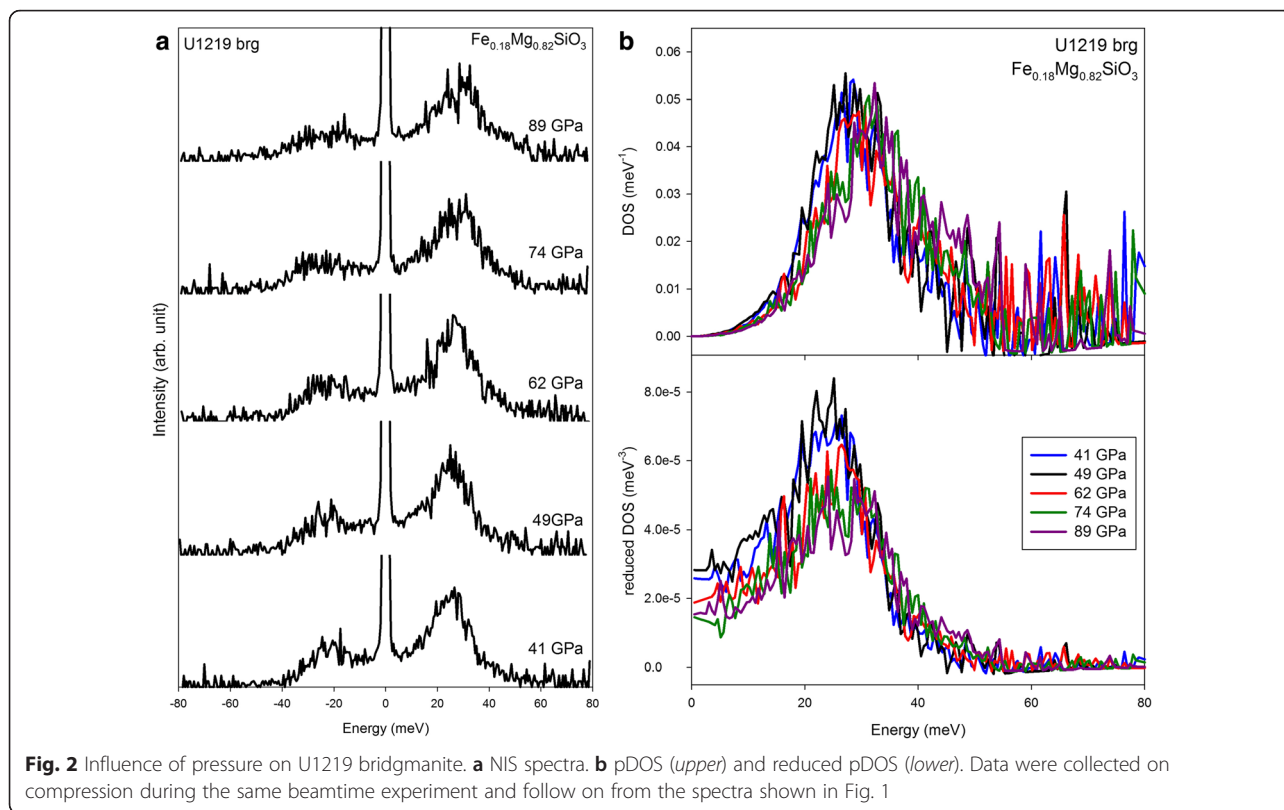 a
U1219 brg
Fe0.18Mg0.82SiO3
89 GPa
74 GPa
62 GPa
49GPa
41 GPa
Intensity (arb. unit)
-80 -60 -40 -20 0 20 40 60 80
Energy (meV)
b
U1219 brg
Fe0.18Mg0.82SiO3
0.06
0.05
0.04
0.03
0.02
0.01
0.00
DOS (meV-1)
8.0e-5
6.0e-5
4.0e-5
2.0e-5
0.0
reduced DOS (meV-3)
41 GPa
49 GPa
62 GPa
74 GPa
89 GPa
0 20 40 60 80
Energy (meV)
Fig. 2 Influence of pressure on U1219 bridgmanite. a NIS spectra. b pDOS (upper) and reduced pDOS (lower). Data were collected on
compression during the same beamtime experiment and follow on from the spectra shown in Fig. 1